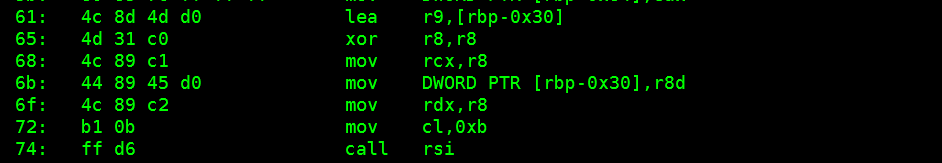 61: 4c 8d 4d d0 lea r9,[rbp-0x30]
65: 4d 31 c0 xor r8,r8
68: 4c 89 c1 mov rcx,r8
6b: 44 89 45 d0 mov DWORD PTR [rbp-0x30],r8d
6f: 4c 89 c2 mov rdx,r8
72: b1 0b mov cl,0xb
74: ff d6 call rsi